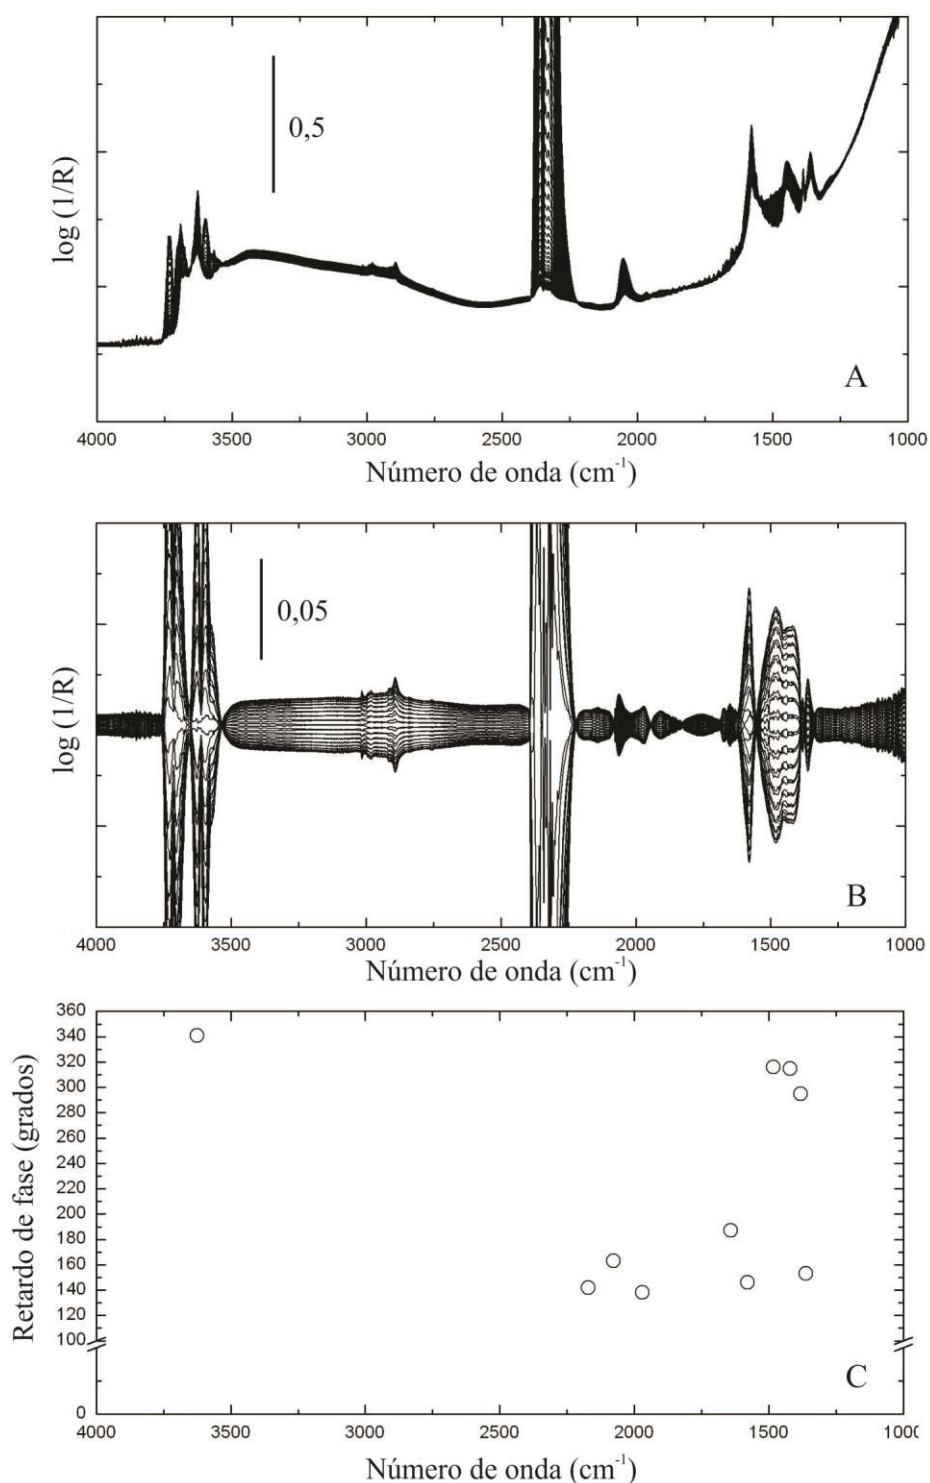 log (1/R)
0,5
A
4000 3500 3000 2500 2000 1500 1000
Número de onda (cm-1)
log (1/R)
0,05
B
4000 3500 3000 2500 2000 1500 1000
Número de onda (cm-1)
Retardo de fase (grados)
360
340
320
300
280
260
240
220
200
180
160
140
120
100
0
C
4000 3500 3000 2500 2000 1500 1000
Número de onda (cm-1)